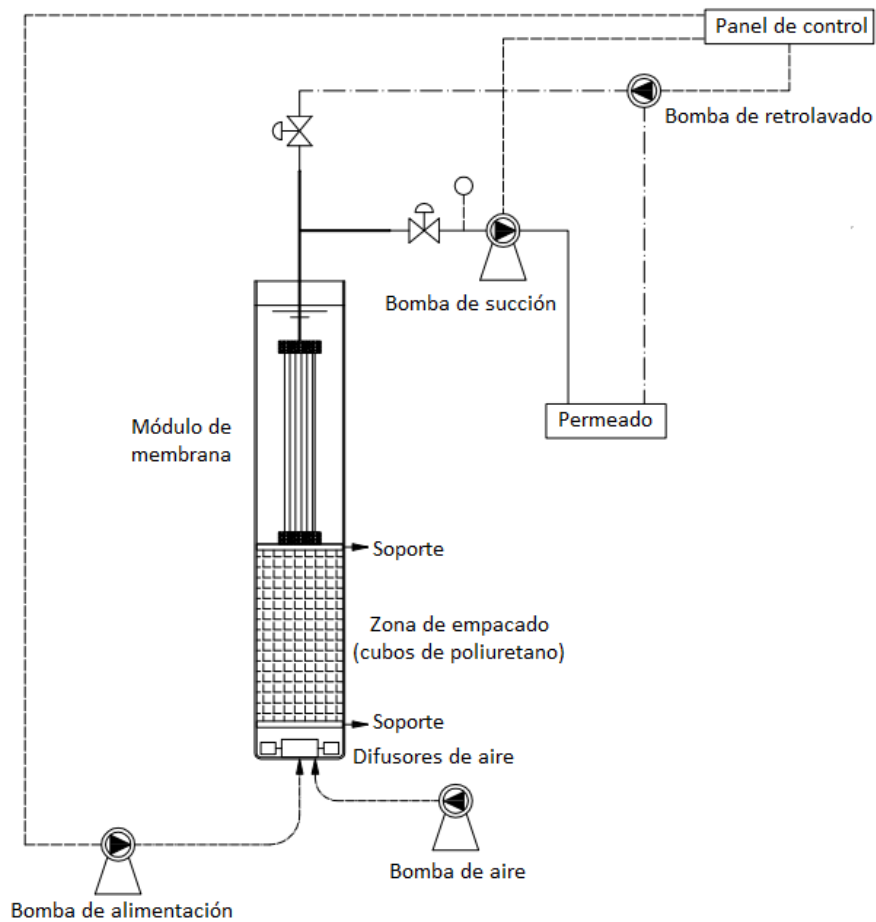 Panel de control
Bomba de retrolavado
Bomba de succión
Permeado
Módulo de
membrana
Soporte
Zona de empacado
(cubos de poliuretano)
Soporte
Difusores de aire
Bomba de aire
Bomba de alimentación